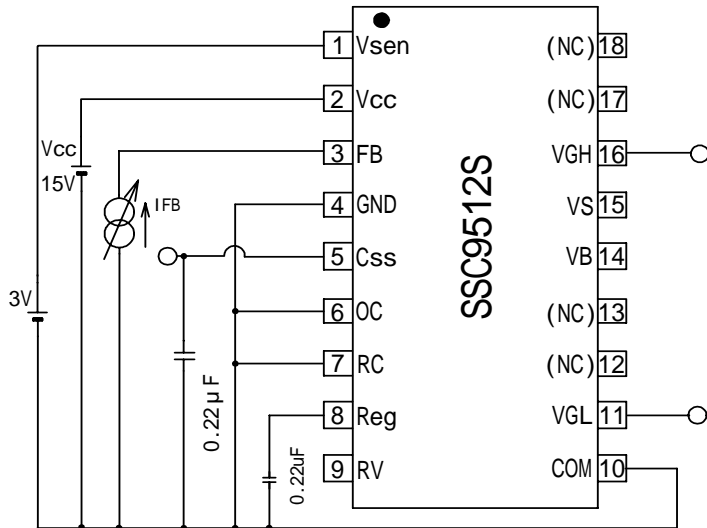 1 Vsen (NC) 18
2 Vcc (NC) 17
Vcc
15V
3 FB VGH 16
IFB
4 GND VS 15
5 Css VB 14
3V
6 OC (NC) 13
7 RC (NC) 12
0.22μF
8 Reg VGL 11
0.22uF
9 RV COM 10
SSC9512S